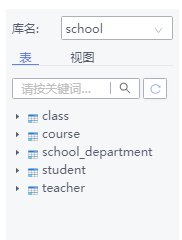 库名: school
表 视图
请按关键词...
class
course
school_department
student
teacher